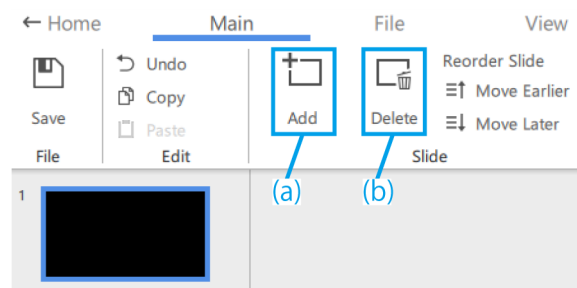 ← Home Main File View
Save
File
Undo
Copy
Paste
Edit
Add
Delete
Reorder Slide
Move Earlier
Move Later
Slide
(a) (b)
1